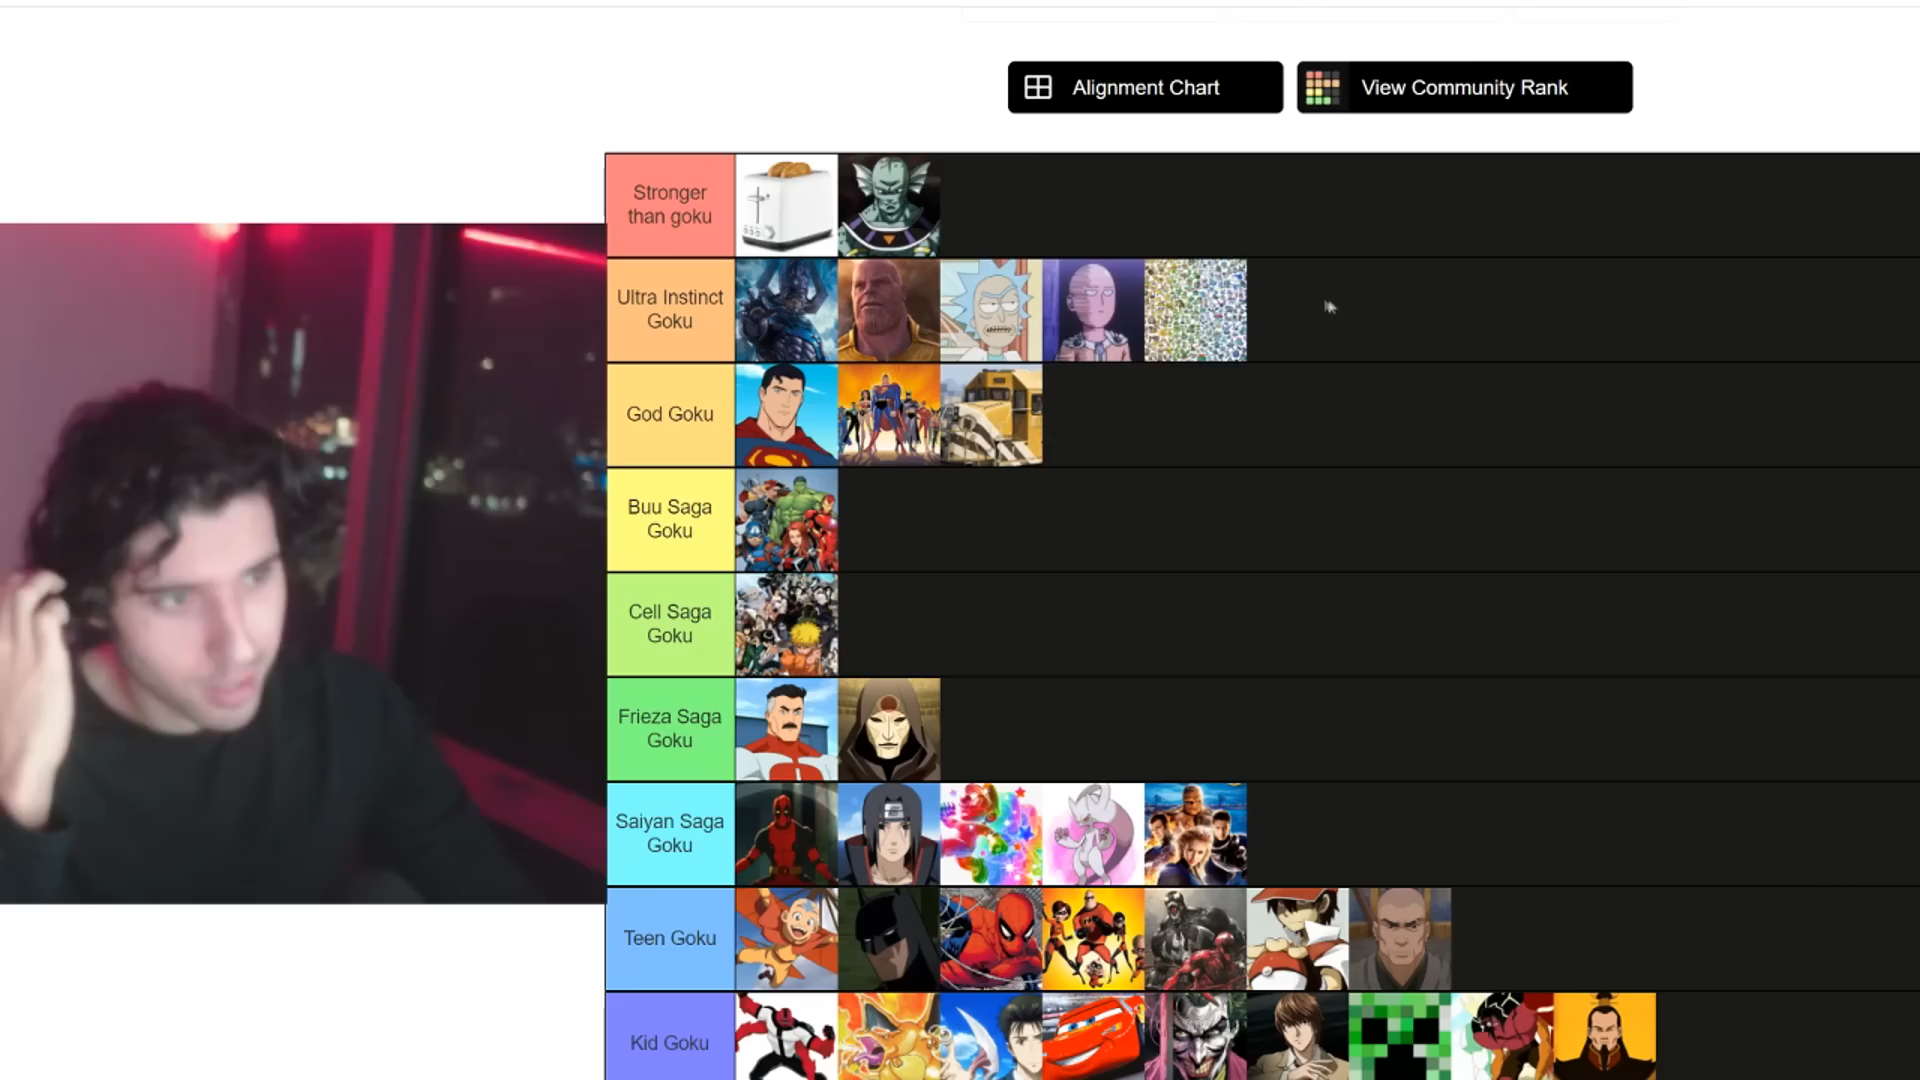 Alignment Chart
View Community Rank
Stronger
than goku
Ultra Instinct
Goku
God Goku
Buu Saga
Goku
Cell Saga
Goku
Frieza Saga
Goku
Saiyan Saga
Goku
Teen Goku
Kid Goku